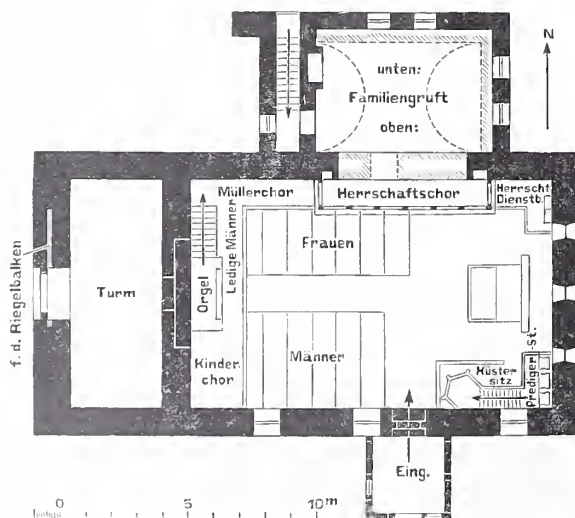 unten:
Familiengruft
oben:
N
Müllerchor
Herrschaftschor
Herrscht
Dienstb.
Ledige Männer
Frauen
Orgel
Turm
f. d. Riegelbalken
Kinder
chor
Männer
Küster
sitz
Prediger-St.
Eing.
0 5 10 m